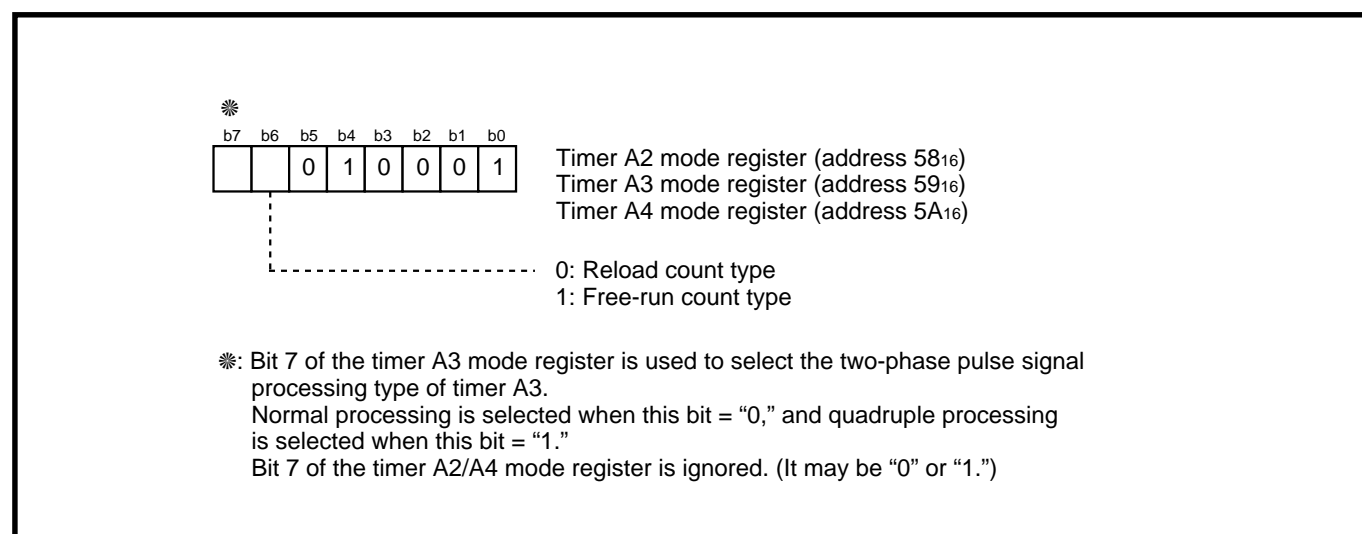 ❋
b7 b6 b5 b4 b3 b2 b1 b0
0 1 0 0 0 1
Timer A2 mode register (address 5816)
Timer A3 mode register (address 5916)
Timer A4 mode register (address 5A16)
0: Reload count type
1: Free-run count type
❋: Bit 7 of the timer A3 mode register is used to select the two-phase pulse signal
processing type of timer A3.
Normal processing is selected when this bit = “0,” and quadruple processing
is selected when this bit = “1.”
Bit 7 of the timer A2/A4 mode register is ignored. (It may be “0” or “1.”)